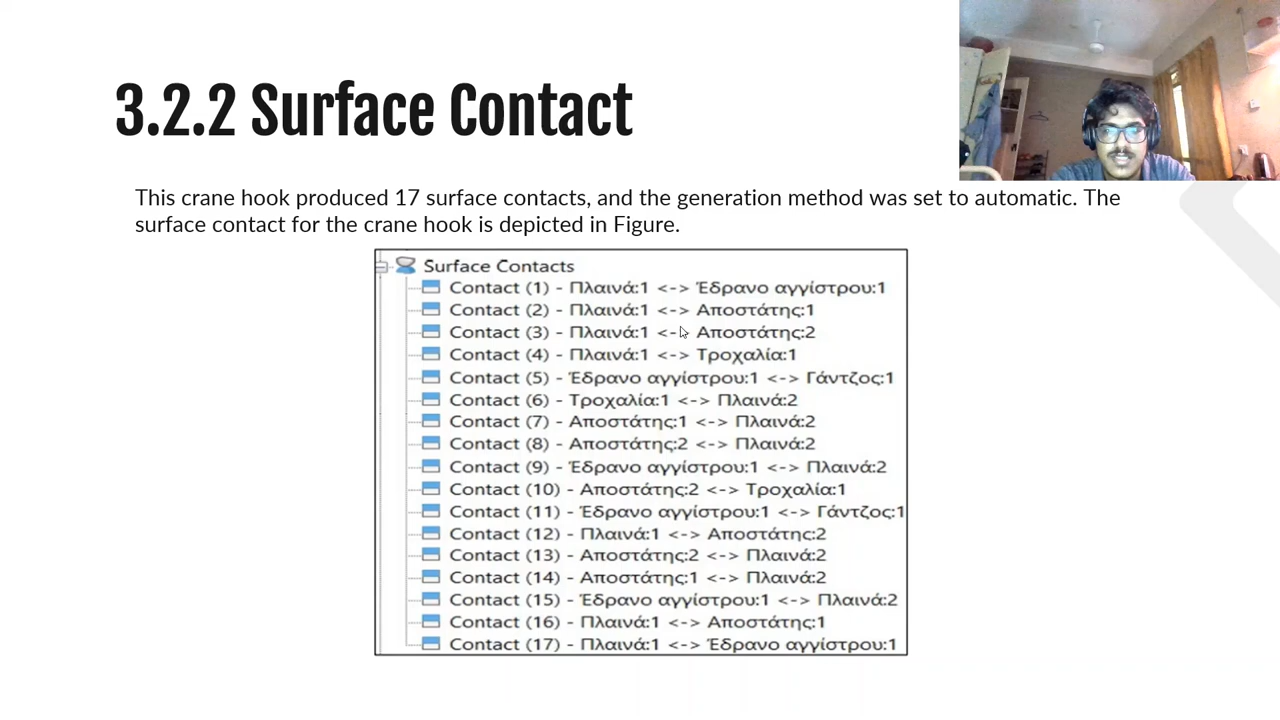 3.2.2 Surface Contact
This crane hook produced 17 surface contacts, and the generation method was set to automatic. The
surface contact for the crane hook is depicted in Figure.
Surface Contacts
Contact (1) - Πλαινά:1 <-> Έδρανο αγγίστρου:1
Contact (2) - Πλαινά:1 <-> Αποστάτης:1
Contact (3) - Πλαινά:1 <-> Αποστάτης:2
Contact (4) - Πλαινά:1 <-> Τροχαλία:1
Contact (5) - Έδρανο αγγίστρου:1 <-> Γάντζος:1
Contact (6) - Τροχαλία:1 <-> Πλαινά:2
Contact (7) - Αποστάτης:1 <-> Πλαινά:2
Contact (8) - Αποστάτης:2 <-> Πλαινά:2
Contact (9) - Έδρανο αγγίστρου:1 <-> Πλαινά:2
Contact (10) - Αποστάτης:2 <-> Τροχαλία:1
Contact (11) - Έδρανο αγγίστρου:1 <-> Γάντζος:1
Contact (12) - Πλαινά:1 <-> Αποστάτης:2
Contact (13) - Αποστάτης:2 <-> Πλαινά:2
Contact (14) - Αποστάτης:1 <-> Πλαινά:2
Contact (15) - Έδρανο αγγίστρου:1 <-> Πλαινά:2
Contact (16) - Πλαινά:1 <-> Αποστάτης:1
Contact (17) - Πλαινά:1 <-> Έδρανο αγγίστρου:1